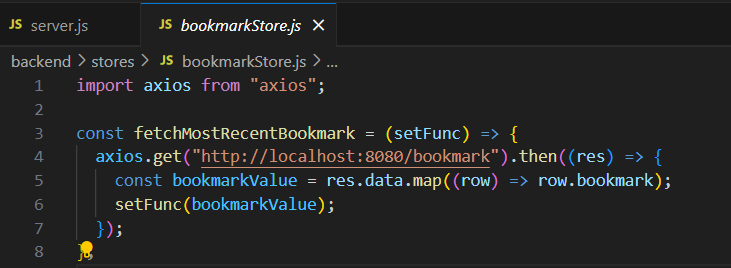 JS server.js JS bookmarkStore.js ×
backend > stores > JS bookmarkStore.js > ...
1 import axios from "axios";
2
3 const fetchMostRecentBookmark = (setFunc) => {
4 axios.get("http://localhost:8080/bookmark").then((res) => {
5 const bookmarkValue = res.data.map((row) => row.bookmark);
6 setFunc(bookmarkValue);
7 });
8 };